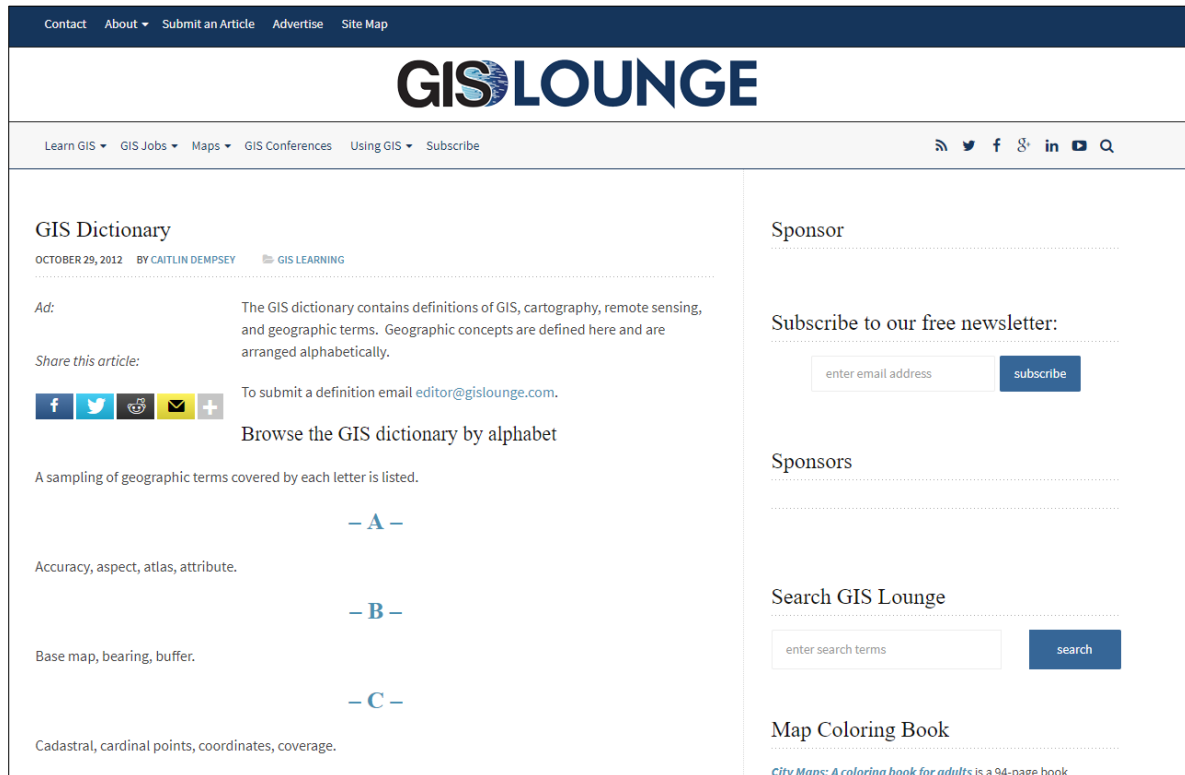 Contact About Submit an Article Advertise Site Map
GIS LOUNGE
Learn GIS GIS Jobs Maps GIS Conferences Using GIS Subscribe
GIS Dictionary
OCTOBER 29, 2012 BY CAITLIN DEMPSEY GIS LEARNING
Ad:
Share this article:
The GIS dictionary contains definitions of GIS, cartography, remote sensing,
and geographic terms. Geographic concepts are defined here and are
arranged alphabetically.
To submit a definition email editor@gislounge.com.
Browse the GIS dictionary by alphabet
A sampling of geographic terms covered by each letter is listed.
– A –
Accuracy, aspect, atlas, attribute.
– B –
Base map, bearing, buffer.
– C –
Cadastral, cardinal points, coordinates, coverage.
Sponsor
Subscribe to our free newsletter:
enter email address subscribe
Sponsors
Search GIS Lounge
enter search terms search
Map Coloring Book
City Maps: A coloring book for adults is a 94-page book